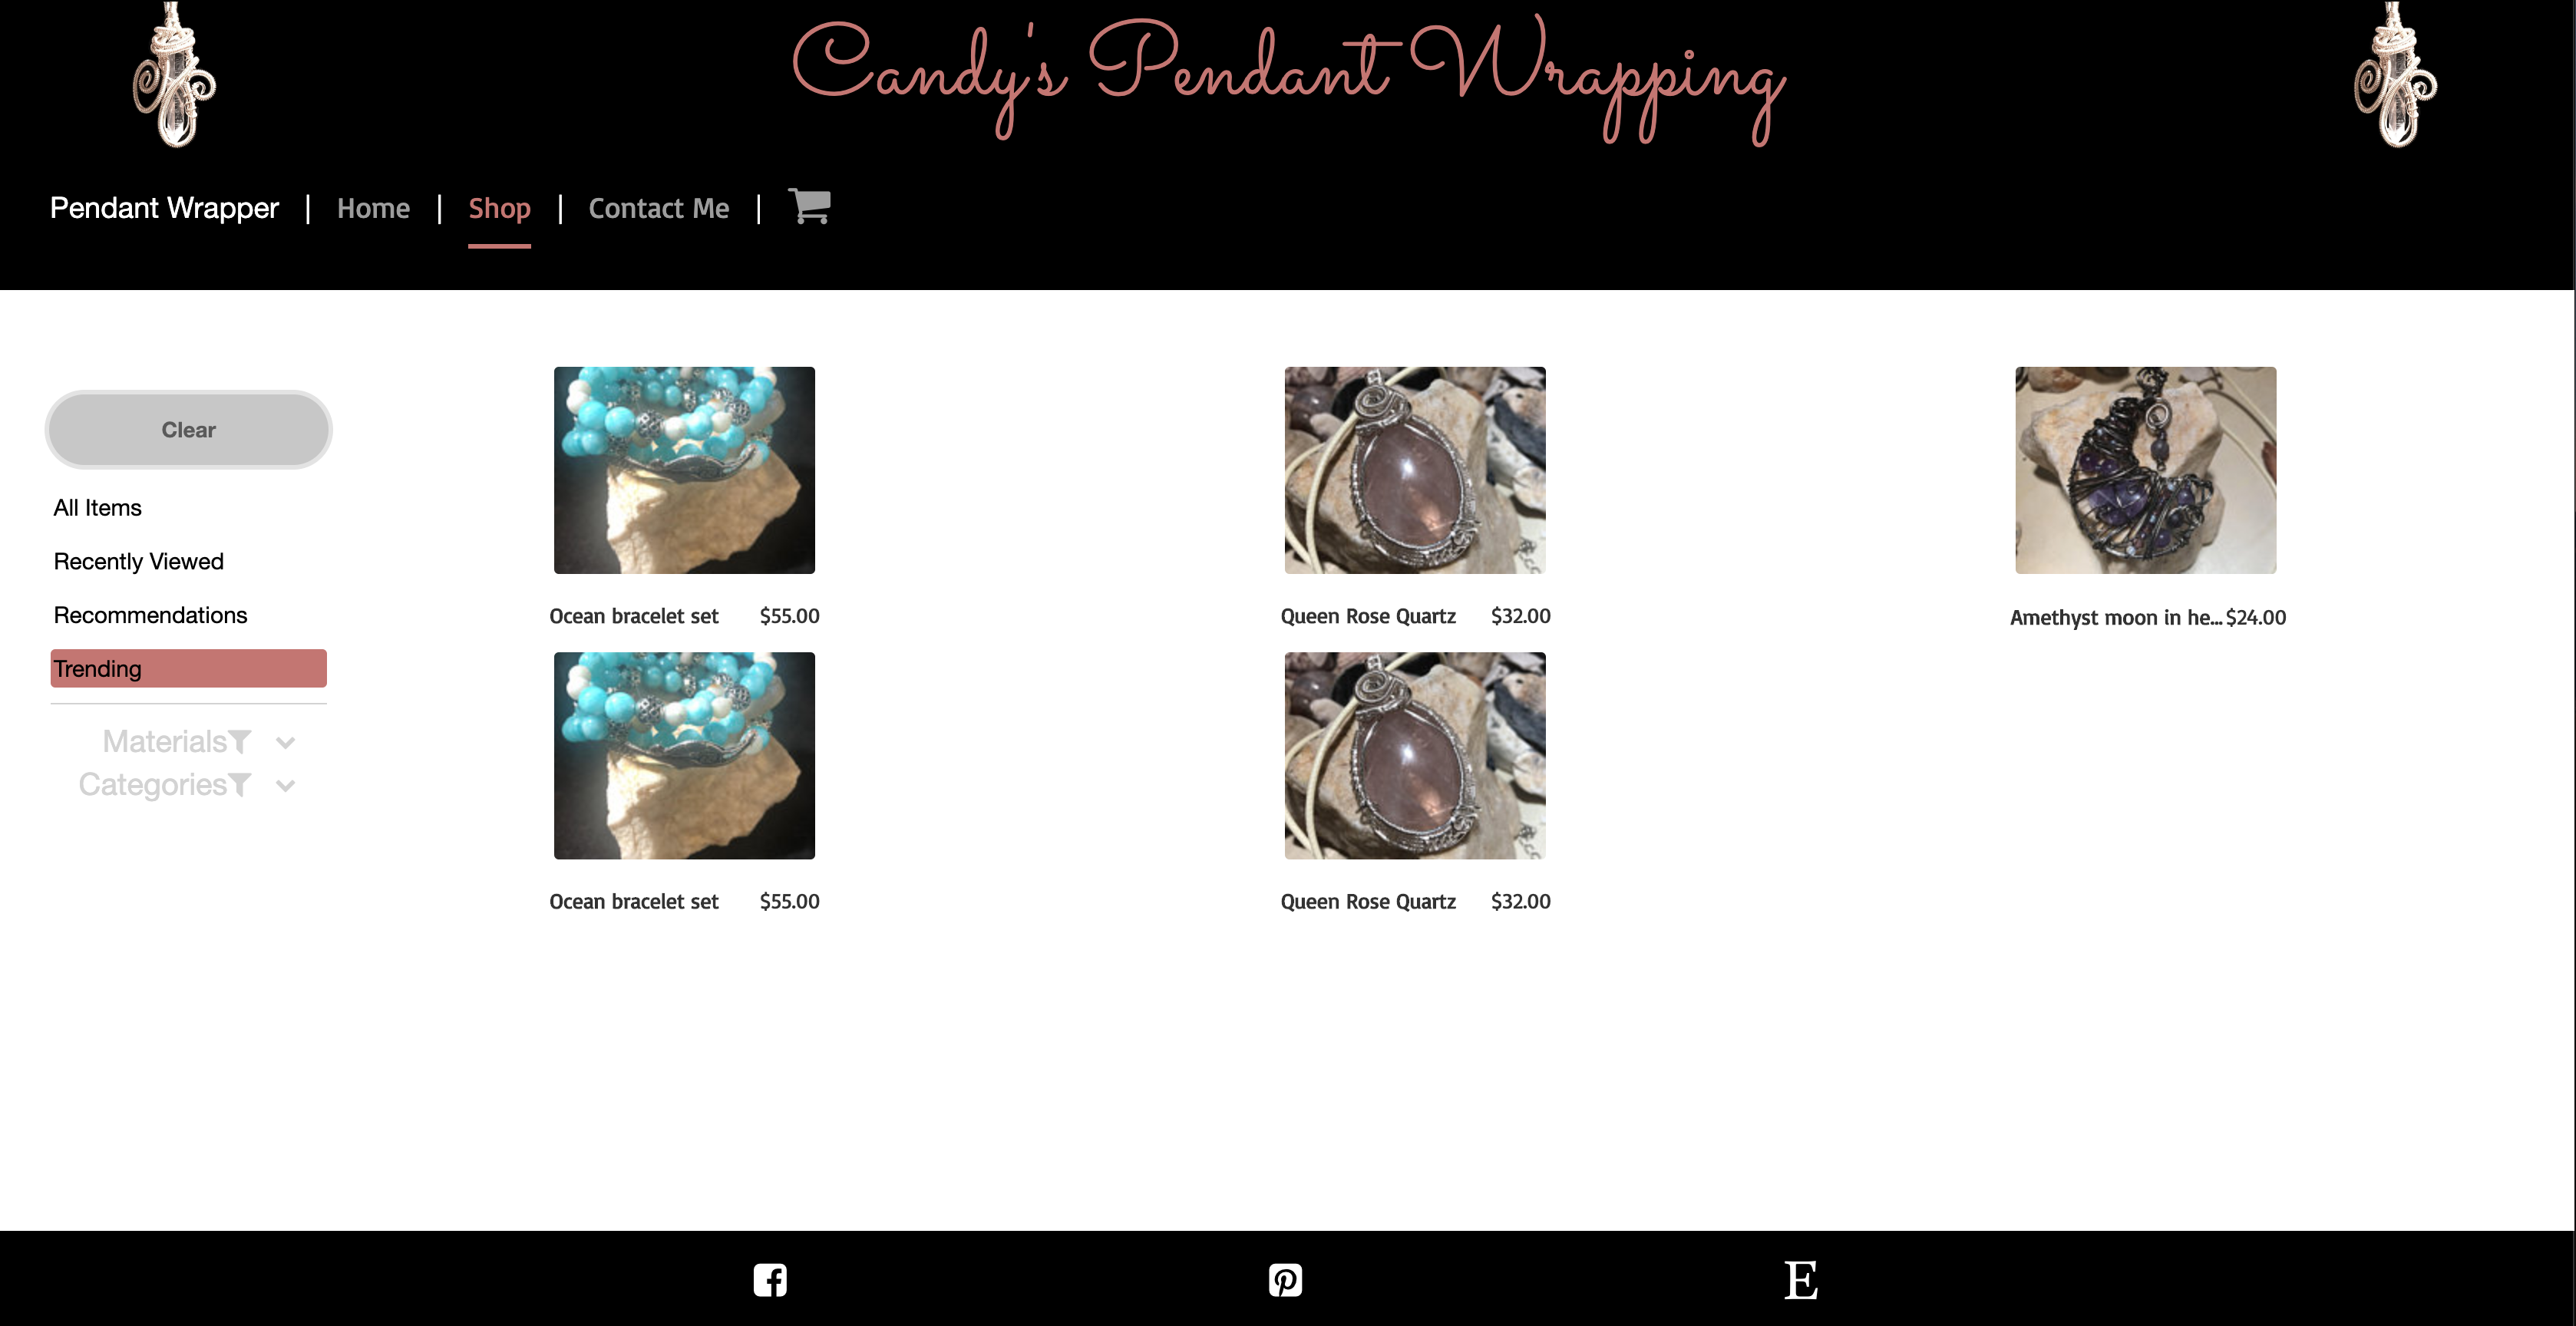 Candy's Pendant Wrapping
Pendant Wrapper | Home | Shop | Contact Me |
Clear
All Items
Recently Viewed
Recommendations
Trending
Materials
Categories
Ocean bracelet set $55.00
Queen Rose Quartz $32.00
Amethyst moon in he... $24.00
Ocean bracelet set $55.00
Queen Rose Quartz $32.00
E